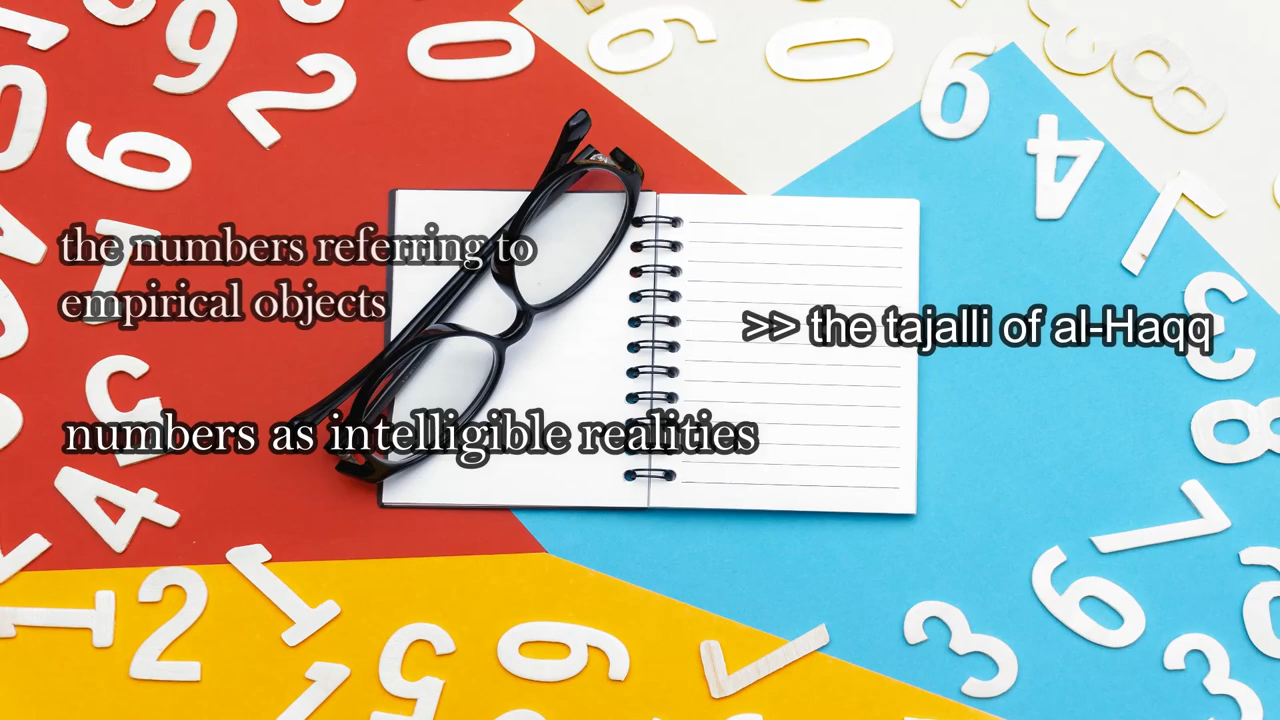 the numbers referring to
empirical objects
>> the tajalli of al-Haqq
numbers as intelligible realities